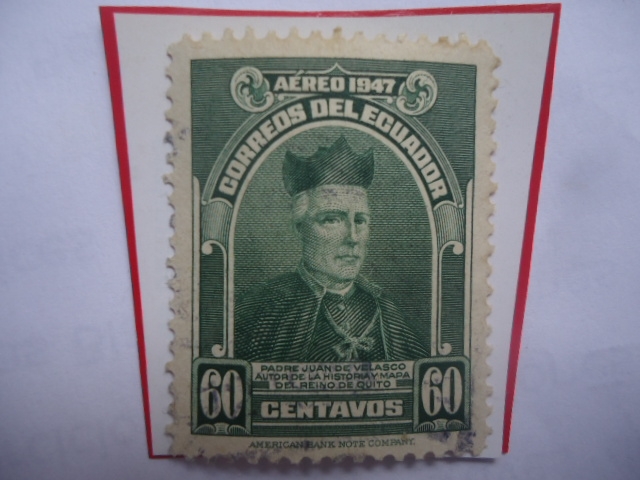 AÉREO 1947
CORREOS DEL ECUADOR
PADRE JUAN DE VELASCO
AUTOR DE LA HISTORIA Y MAPA
DEL REINO DE QUITO
60 CENTAVOS 60
AMERICAN BANK NOTE COMPANY.